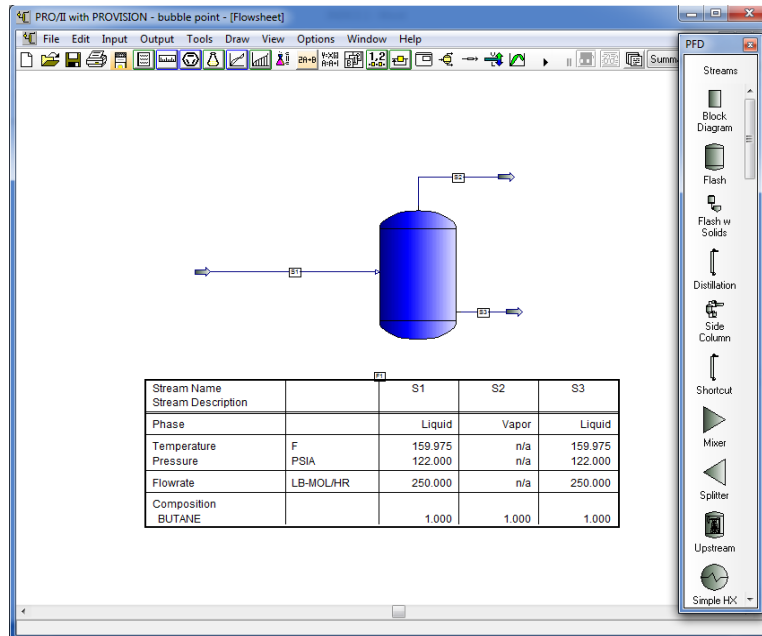 PRO/II with PROVISION - bubble point - [Flowsheet]
File Edit Input Output Tools Draw View Options Window Help
Summ
PFD
Streams
Block
Diagram
Flash
Flash w
Solids
Distillation
Side
Column
Shortcut
Mixer
Splitter
Upstream
Simple HX
S2
S1
S3
F1
Stream Name S1 S2 S3
Stream Description
Phase Liquid Vapor Liquid
Temperature F 159.975 n/a 159.975
Pressure PSIA 122.000 n/a 122.000
Flowrate LB-MOL/HR 250.000 n/a 250.000
Composition
BUTANE 1.000 1.000 1.000